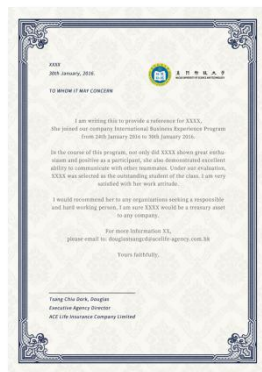 XXXX
30th January, 2016
TO WHOM IT MAY CONCERN
I am writing this to provide a reference for XXXX.
She joined our company International Business Experience Program
from 24th January 2016 to 30th January 2016.
In the course of this program, not only did XXXX shown great enthu-
siasm and positive as a participant, she also demonstrated excellent
ability to communicate with other teammates. Under our evaluation,
XXXX was selected as the outstanding student of the class. I am very
satisfied with her work attitude.
I would recommend her to any organizations seeking a responsible
and hard-working person. I am sure XXXX would be a treasury asset
to any company.
For more information XX,
please email to:
Yours faithfully,
Tsang Chiu Dork, Douglas
Executive Agency Director
ACE Life Insurance Company Limited